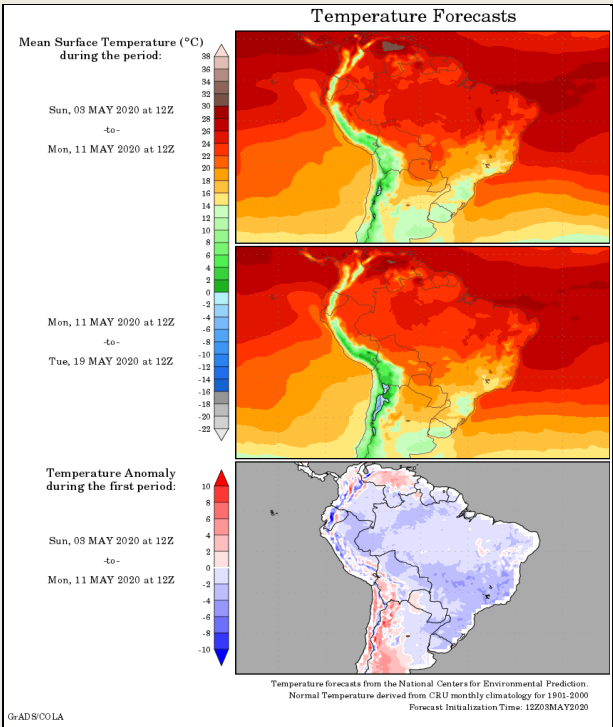 Temperature Forecasts
Mean Surface Temperature (°C)
during the period:
Sun, 03 MAY 2020 at 12Z
-to-
Mon, 11 MAY 2020 at 12Z
38
36
34
32
30
28
26
24
22
20
18
16
14
12
10
8
6
4
2
0
-2
-4
-6
-8
-10
-12
-14
-16
-18
-20
-22
Mon, 11 MAY 2020 at 12Z
-to-
Tue, 19 MAY 2020 at 12Z
Temperature Anomaly
during the first period:
Sun, 03 MAY 2020 at 12Z
-to-
Mon, 11 MAY 2020 at 12Z
10
8
6
4
2
0
-2
-4
-6
-8
-10
Temperature forecasts from the National Centers for Environmental Prediction.
Normal Temperature derived from CRU monthly climatology for 1901-2000
Forecast Initialization Time: 12Z03MAY2020
GrADS/COLA